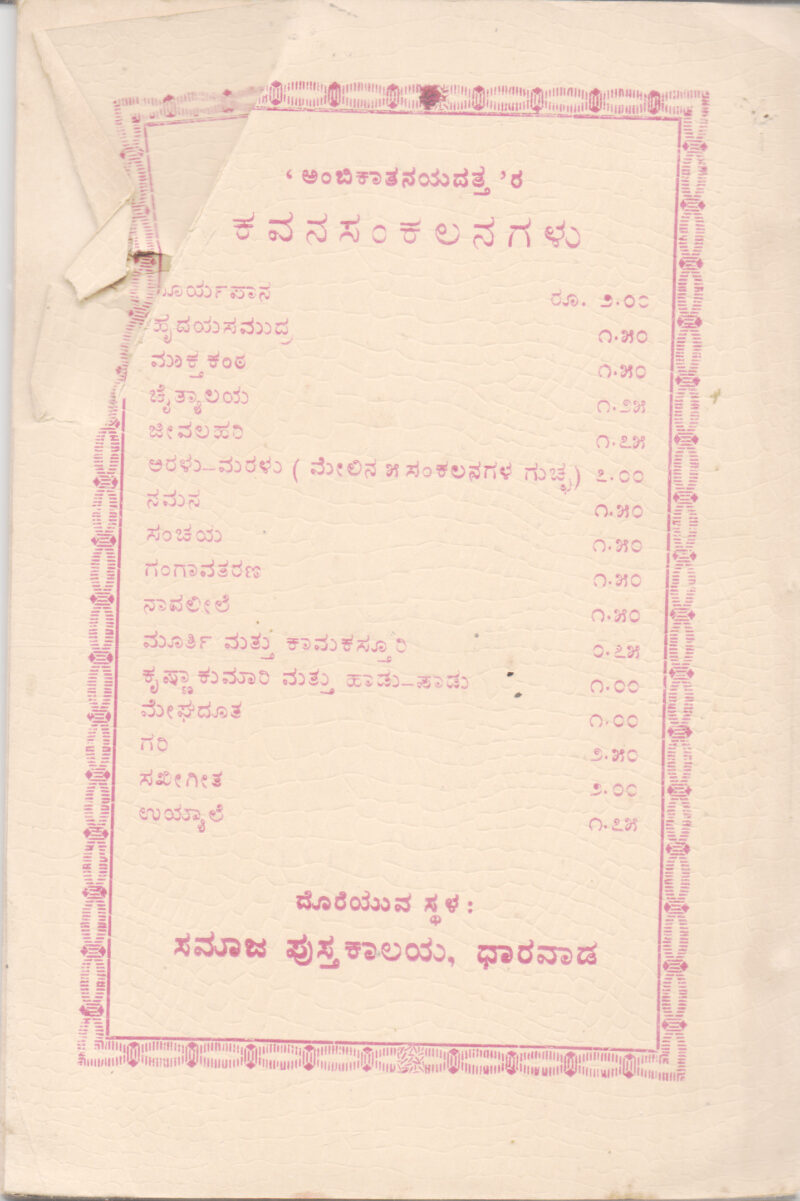 ‘ ಅಂಬಿಕಾತನಯದತ್ತ ’ರ
ಕವನಸಂಕಲನಗಳು
ರೂ. ೨.೦೦
ಹೃದಯಸಮುದ್ರ ೧.೫೦
ಮುಕ್ತಕಂಠ ೧.೫೦
ಚೈತ್ಯಾಲಯ ೧.೨೫
ಜೀವಲಹರಿ ೧.೭೫
ಅರಳು-ಮರಳು ( ಮೇಲಿನ ೫ ಸಂಕಲನಗಳ ಗುಚ್ಛ ) ೭.೦೦
ನಮನ ೧.೫೦
ಸಂಚಯ ೧.೫೦
ಗಂಗಾವತರಣ ೧.೫೦
ನಾದಲೀಲೆ ೧.೫೦
ಮೂರ್ತಿ ಮತ್ತು ಕಾಮಕಸ್ತೂರಿ ೦.೭೫
ಕೃಷ್ಣಾಕುಮಾರಿ ಮತ್ತು ಹಾಡು-ಪಾಡು ೧.೦೦
ಮೇಘದೂತ ೧.೦೦
ಗರಿ ೨.೫೦
ಸಖೀಗೀತ ೨.೦೦
ಉಯ್ಯಾಲೆ ೧.೭೫
ದೊರೆಯುವ ಸ್ಥಳ :
ಸಮಾಜ ಪುಸ್ತಕಾಲಯ, ಧಾರವಾಡ